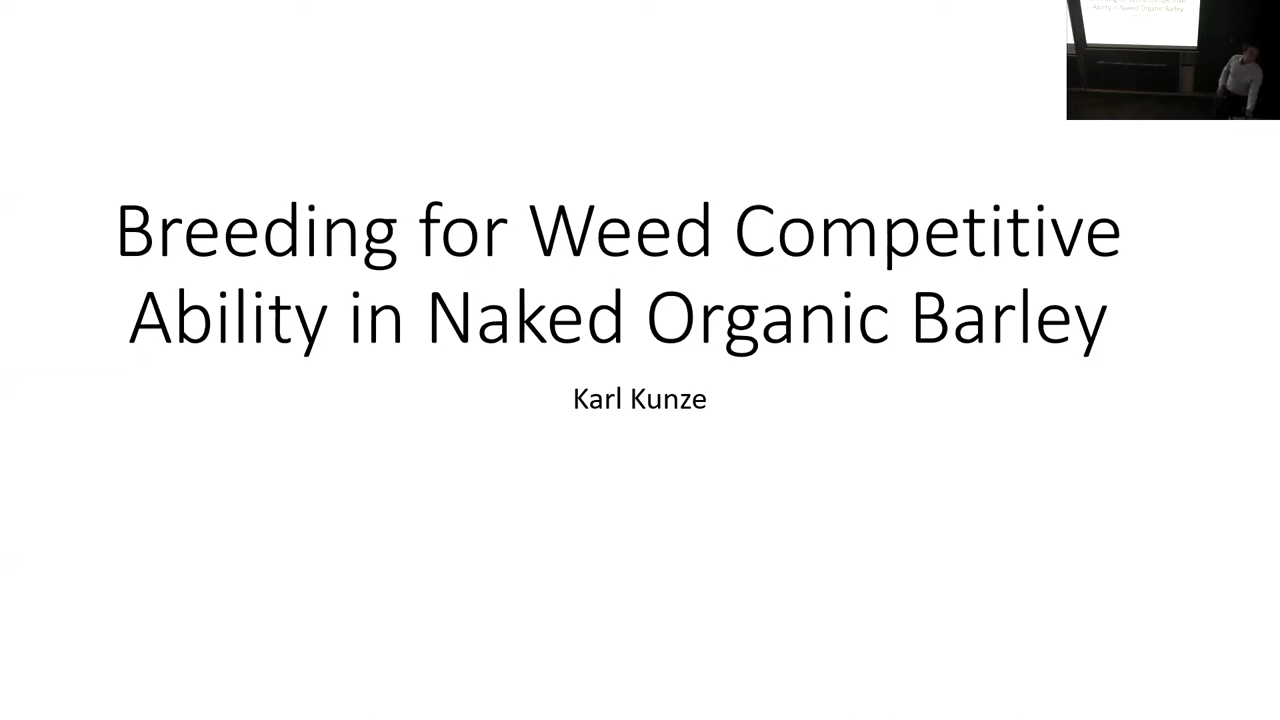 Breeding for Weed Competitive
Ability in Naked Organic Barley
Karl Kunze